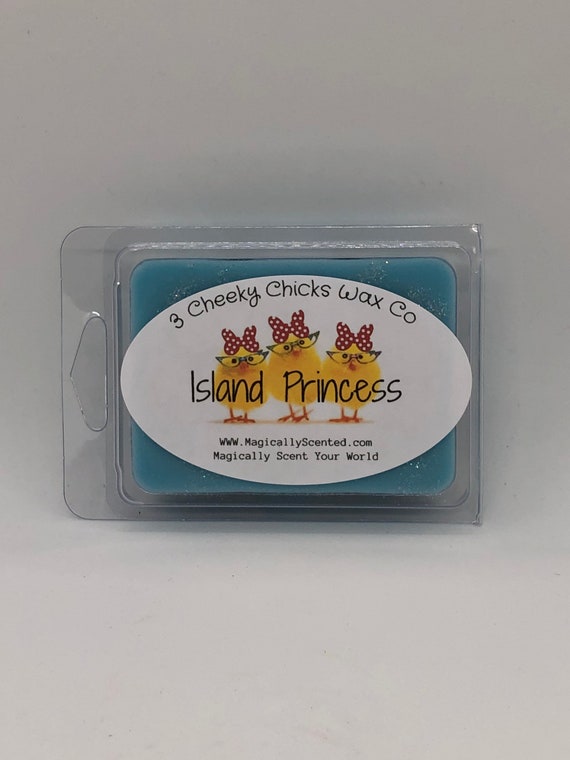 3 Cheeky Chicks Wax Co
Island Princess
WWW.MagicallyScented.com
Magically Scent Your World